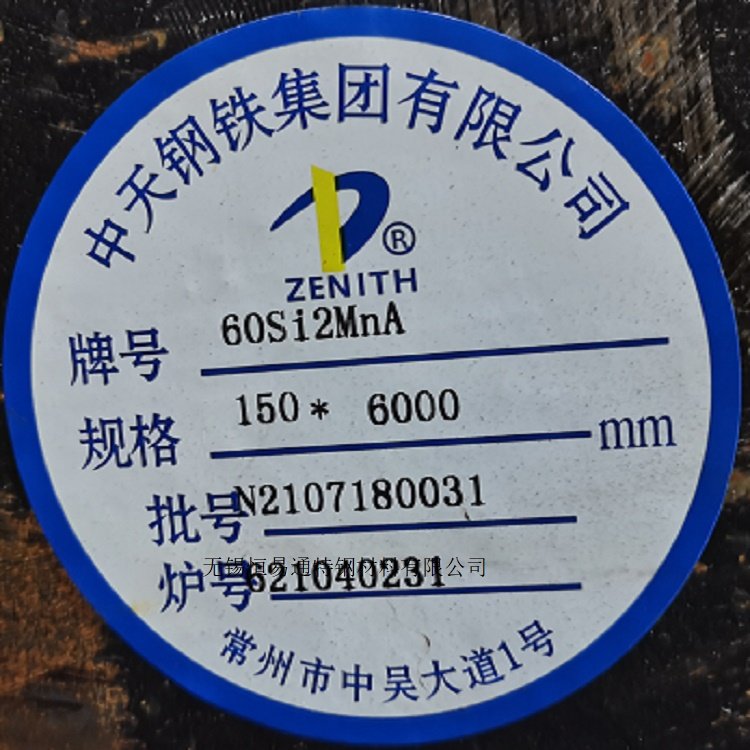 中天钢铁集团有限公司
®
ZENITH
牌号 60Si2MnA
规格 150* 6000 mm
批号 N2107180031
无锡恒易通特钢材料有限公司
炉号 621040231
常州市中吴大道1号